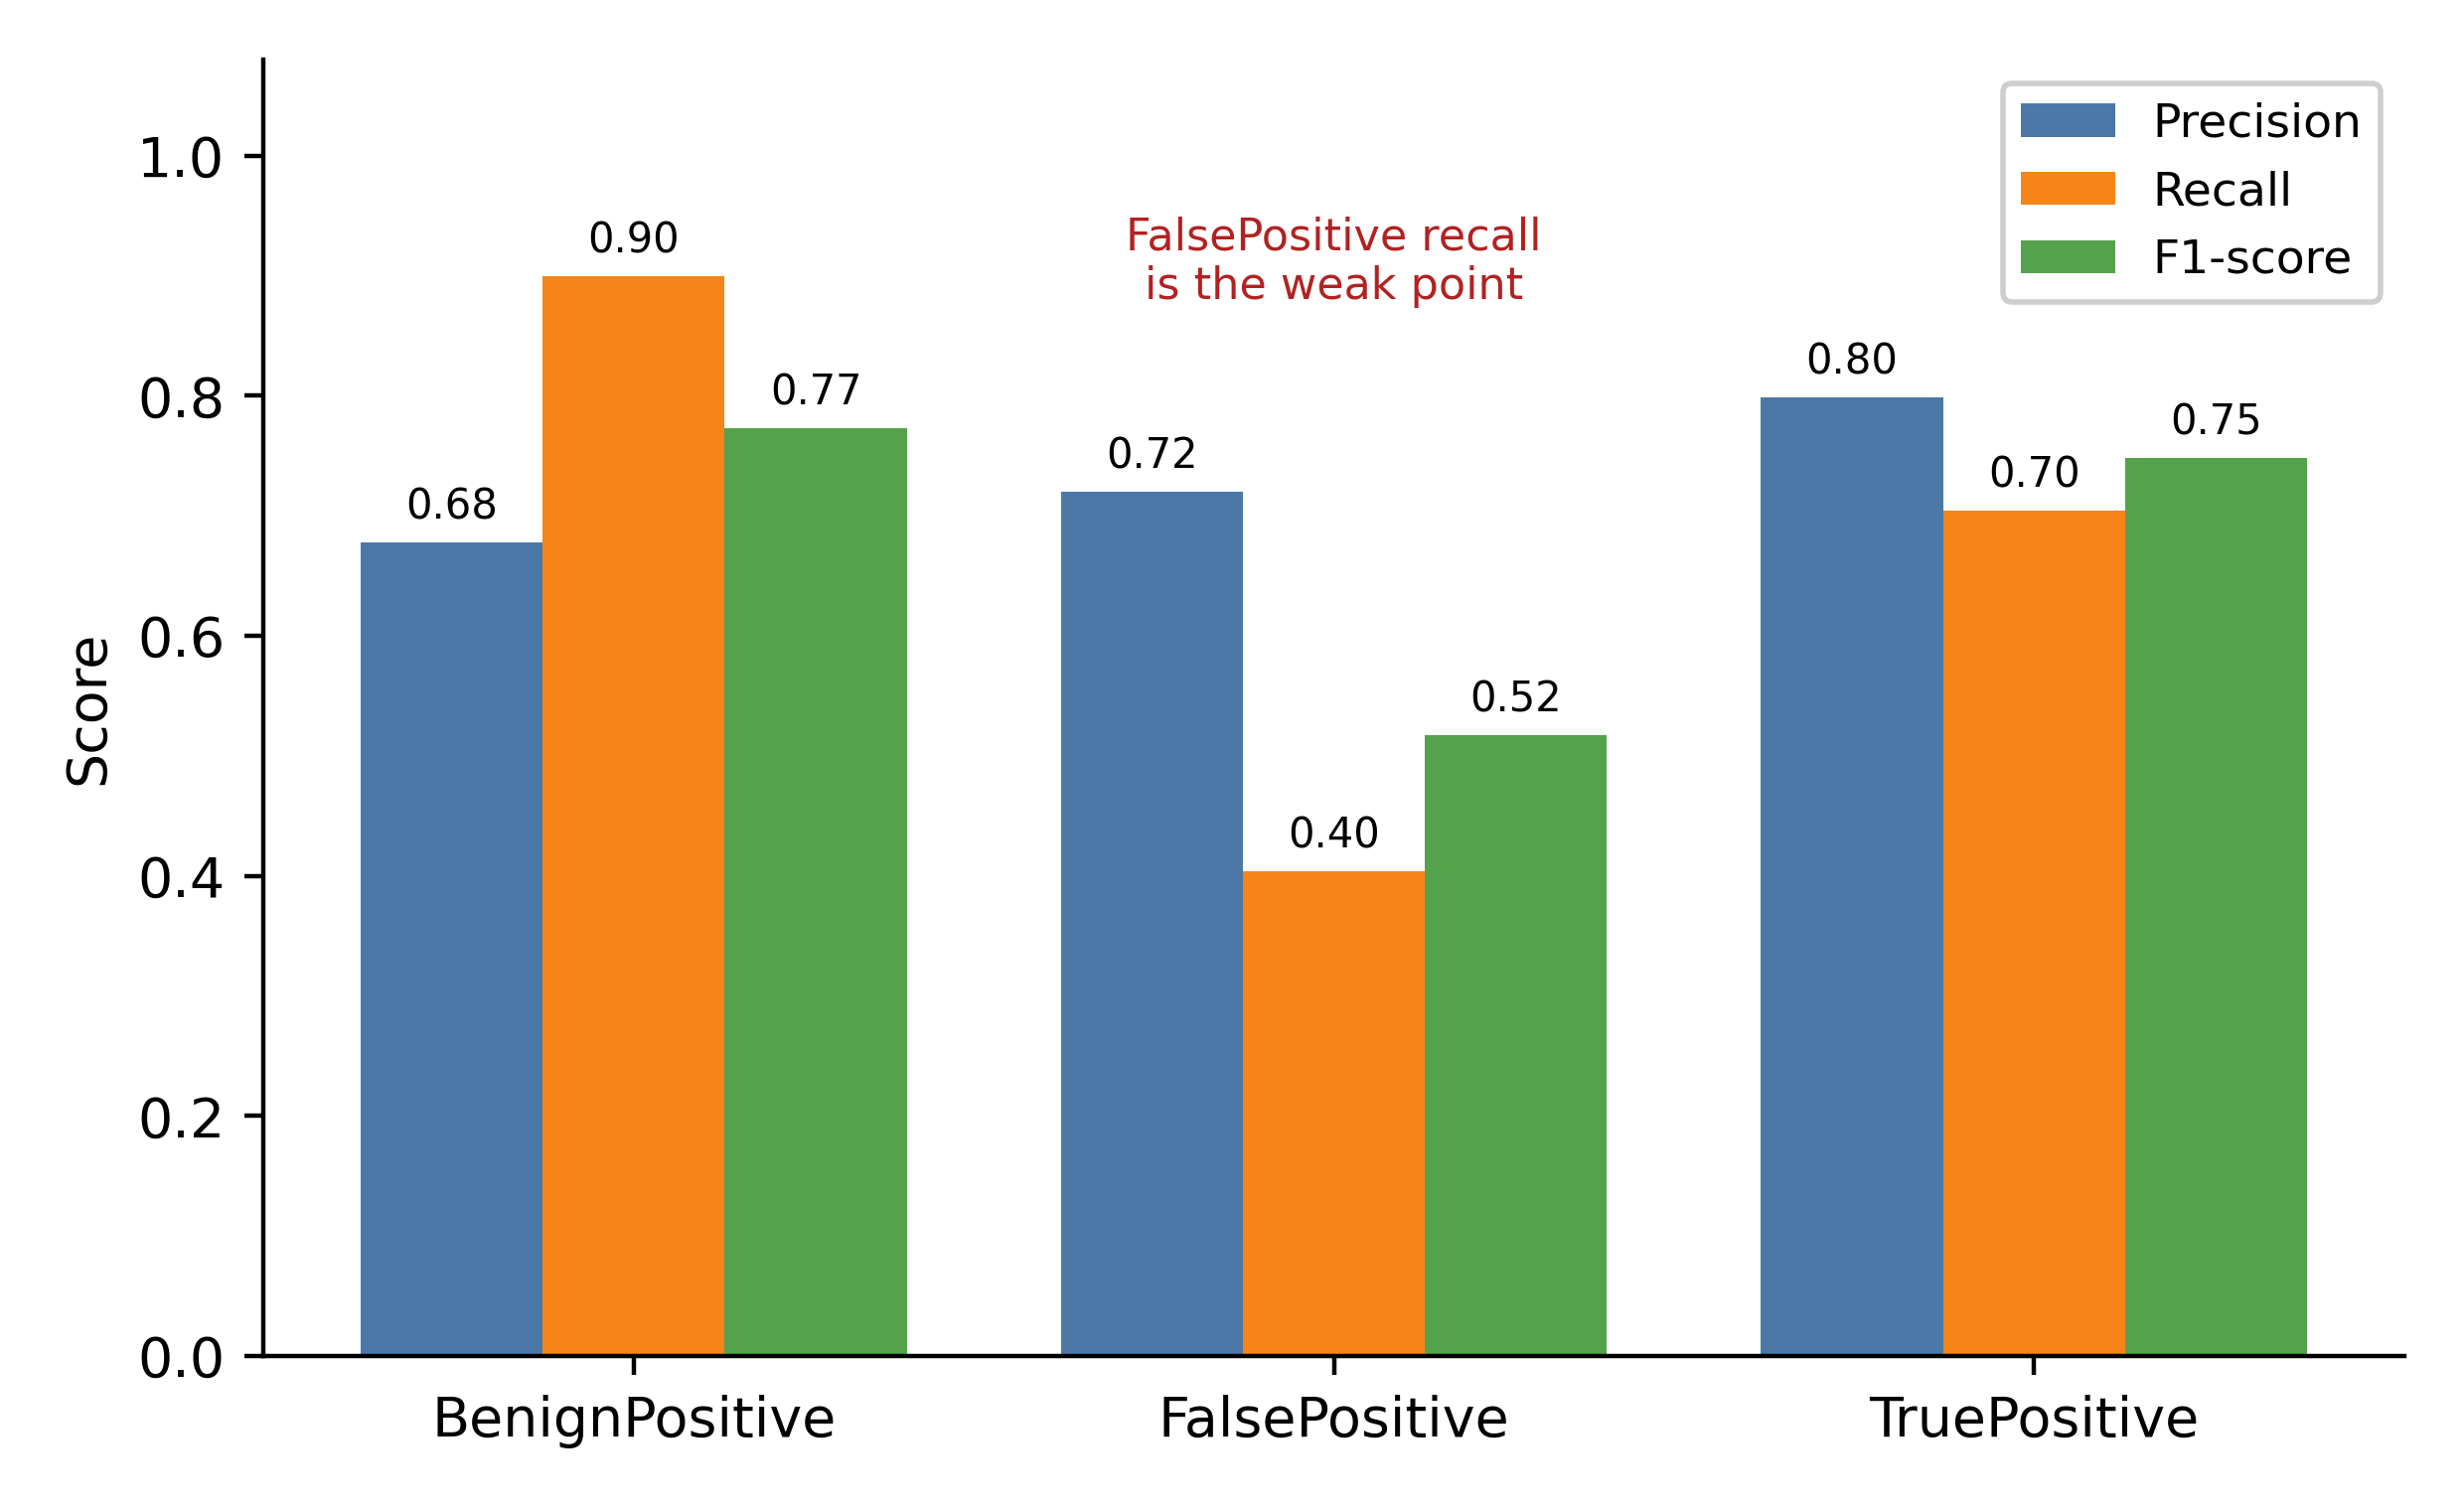 FalsePositive recall
is the weak point
Precision
Recall
F1-score
Score
1.0
0.8
0.6
0.4
0.2
0.0
0.68
0.90
0.77
0.72
0.40
0.52
0.80
0.70
0.75
BenignPositive
FalsePositive
TruePositive